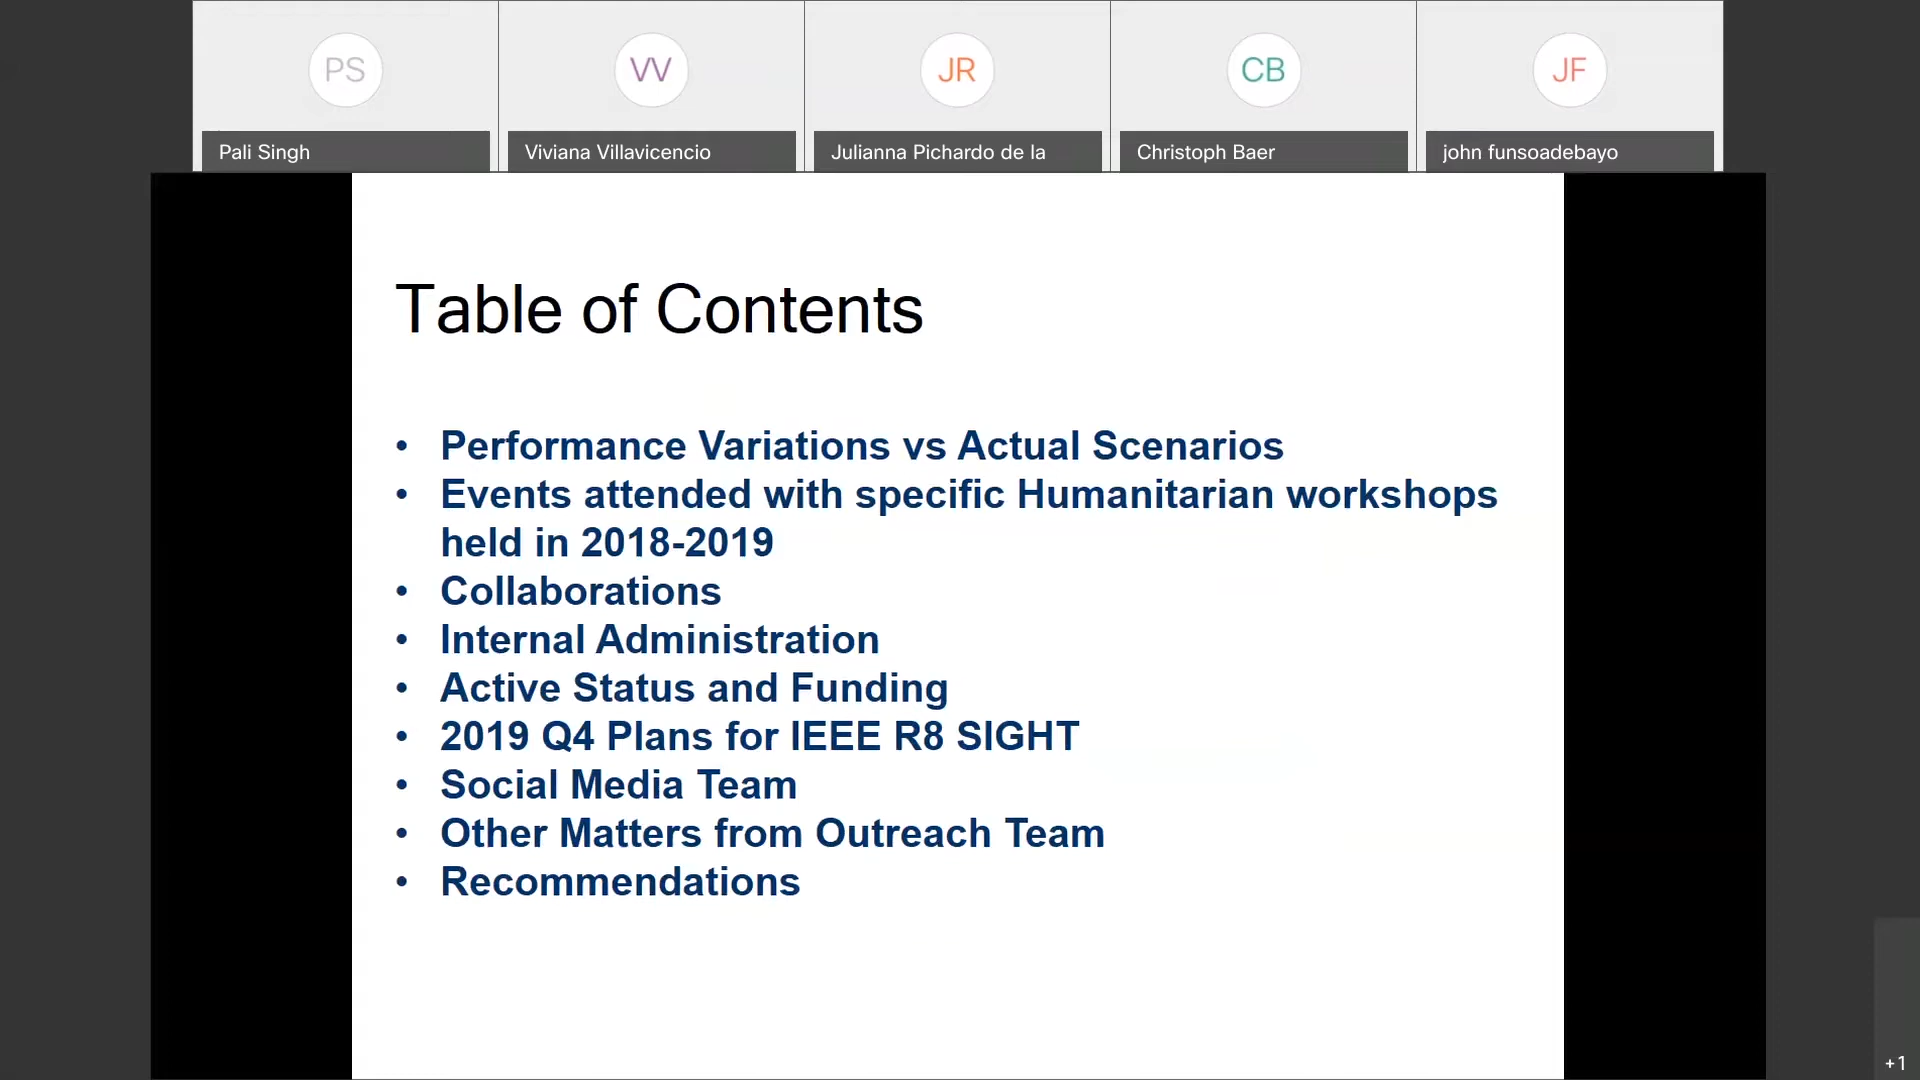 PS
VV
JR
CB
JF
Pali Singh
Viviana Villavicencio
Julianna Pichardo de la
Christoph Baer
john funsoadebayo
Table of Contents
• Performance Variations vs Actual Scenarios
• Events attended with specific Humanitarian workshops
held in 2018-2019
• Collaborations
• Internal Administration
• Active Status and Funding
• 2019 Q4 Plans for IEEE R8 SIGHT
• Social Media Team
• Other Matters from Outreach Team
• Recommendations
+1